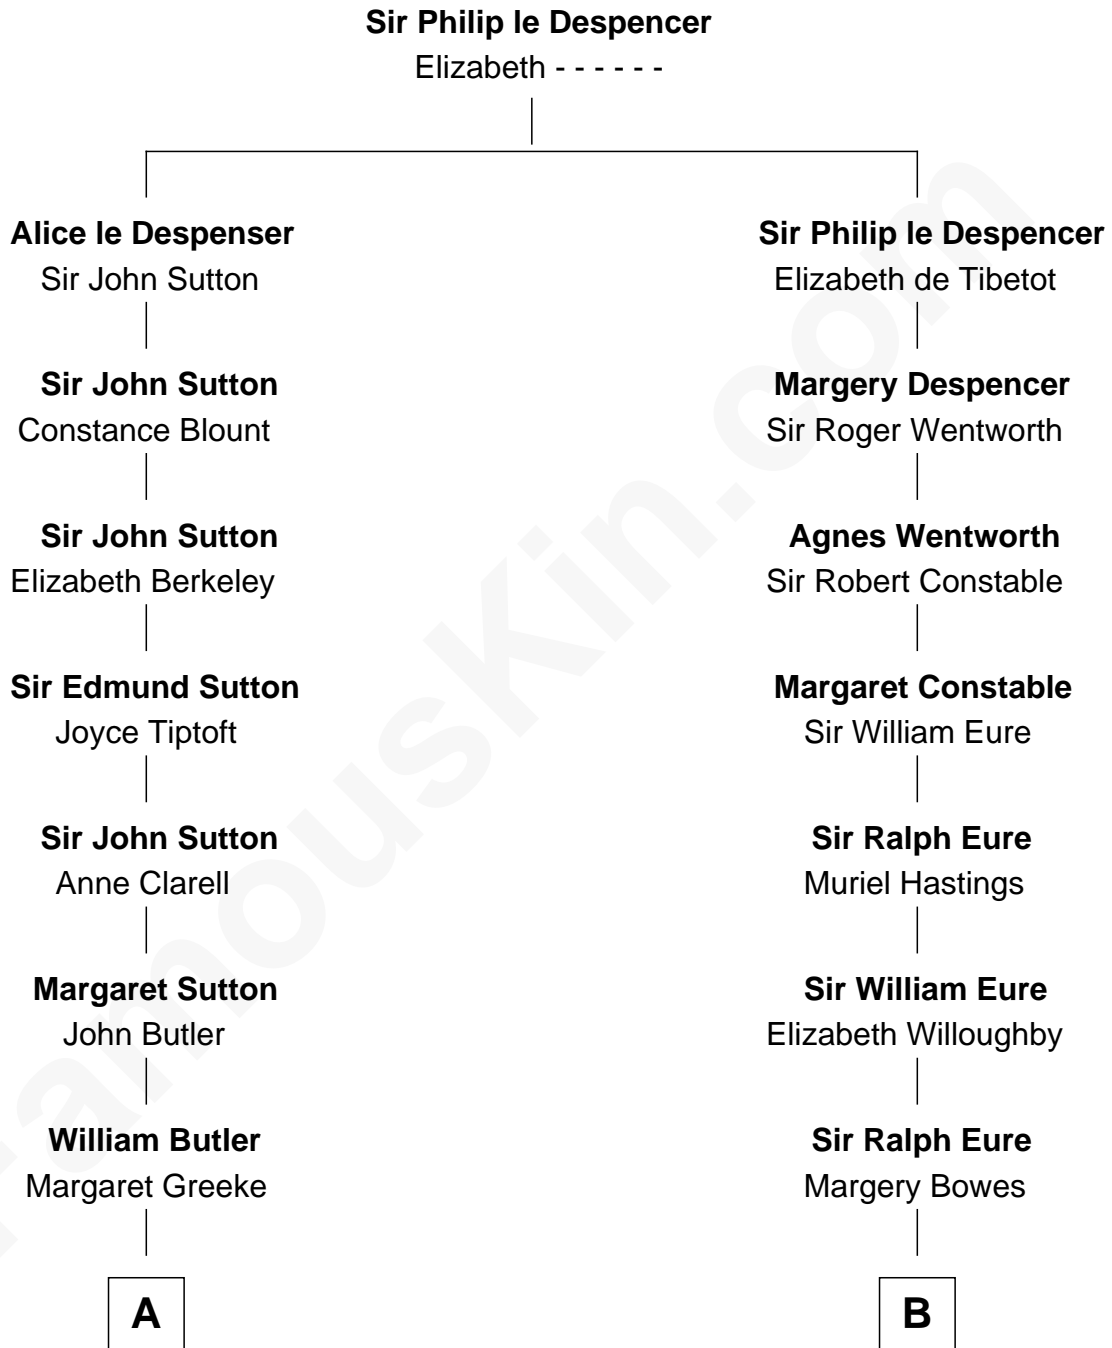 Sir Philip le Despencer
Elizabeth - - - - - -
Alice le Despenser
Sir John Sutton
Sir Philip le Despencer
Elizabeth de Tibetot
Sir John Sutton
Constance Blount
Margery Despencer
Sir Roger Wentworth
Sir John Sutton
Elizabeth Berkeley
Agnes Wentworth
Sir Robert Constable
Sir Edmund Sutton
Joyce Tiptoft
Margaret Constable
Sir William Eure
Sir John Sutton
Anne Clarell
Sir Ralph Eure
Muriel Hastings
Margaret Sutton
John Butler
Sir William Eure
Elizabeth Willoughby
William Butler
Margaret Greeke
Sir Ralph Eure
Margery Bowes
A
B
FamousKin.com